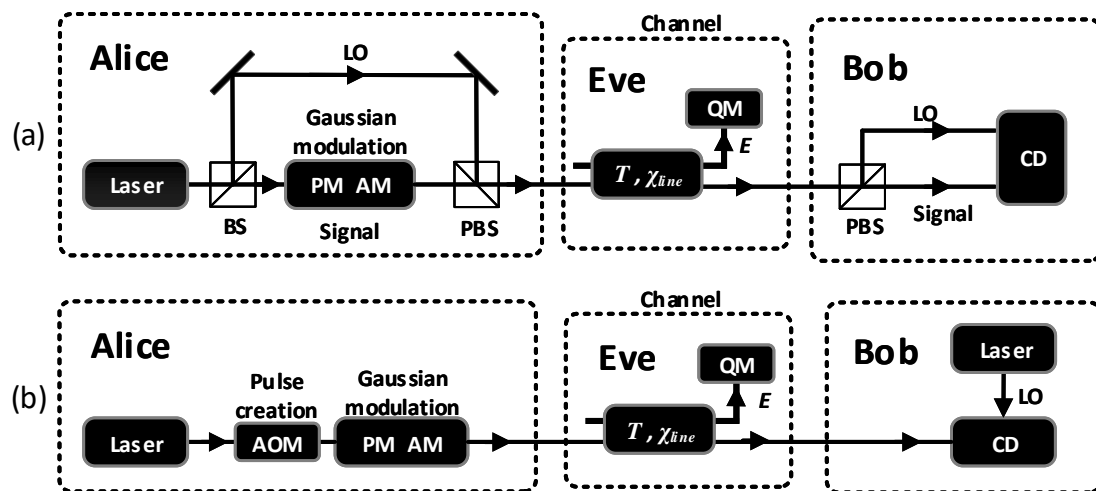 Channel
Alice
LO
Eve
Bob
QM
LO
(a)
Gaussian
modulation
E
CD
Laser
PM AM
T, χline
BS
Signal
PBS
PBS
Signal
Channel
Alice
Eve
Bob
Laser
Pulse
creation
Gaussian
modulation
QM
E
LO
(b)
Laser
AOM
PM AM
T, χline
CD